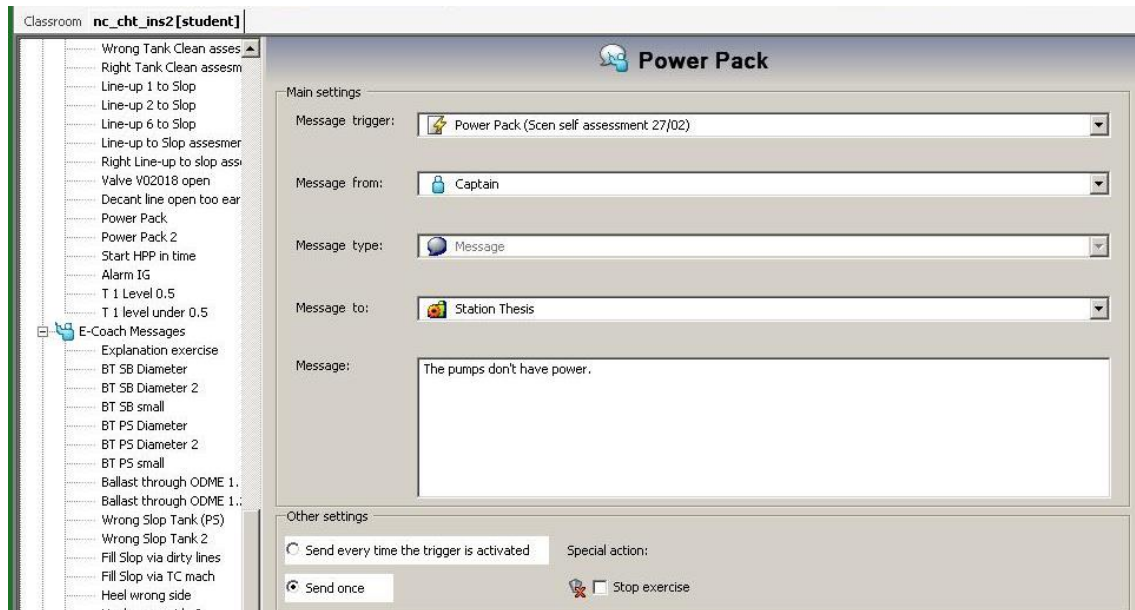 Classroom nc_cht_ins2[student]
Wrong Tank Clean asses
Right Tank Clean assesm
Line-up 1 to Slop
Line-up 2 to Slop
Line-up 6 to Slop
Line-up to Slop assesmer
Right Line-up to slop ass
Valve V02018 open
Decant line open too ear
Power Pack
Power Pack 2
Start HPP in time
Alarm IG
T 1 Level 0.5
T 1 level under 0.5
E-Coach Messages
Explanation exercise
BT SB Diameter
BT SB Diameter 2
BT SB small
BT PS Diameter
BT PS Diameter 2
BT PS small
Ballast through ODME 1.
Ballast through ODME 1.
Wrong Slop Tank (PS)
Wrong Slop Tank 2
Fill Slop via dirty lines
Fill Slop via TC mach
Heel wrong side
Power Pack
Main settings
Message trigger: Power Pack (Scen self assessment 27/02)
Message from: Captain
Message type: Message
Message to: Station Thesis
Message: The pumps don't have power.
Other settings
Send every time the trigger is activated Special action:
Send once Stop exercise